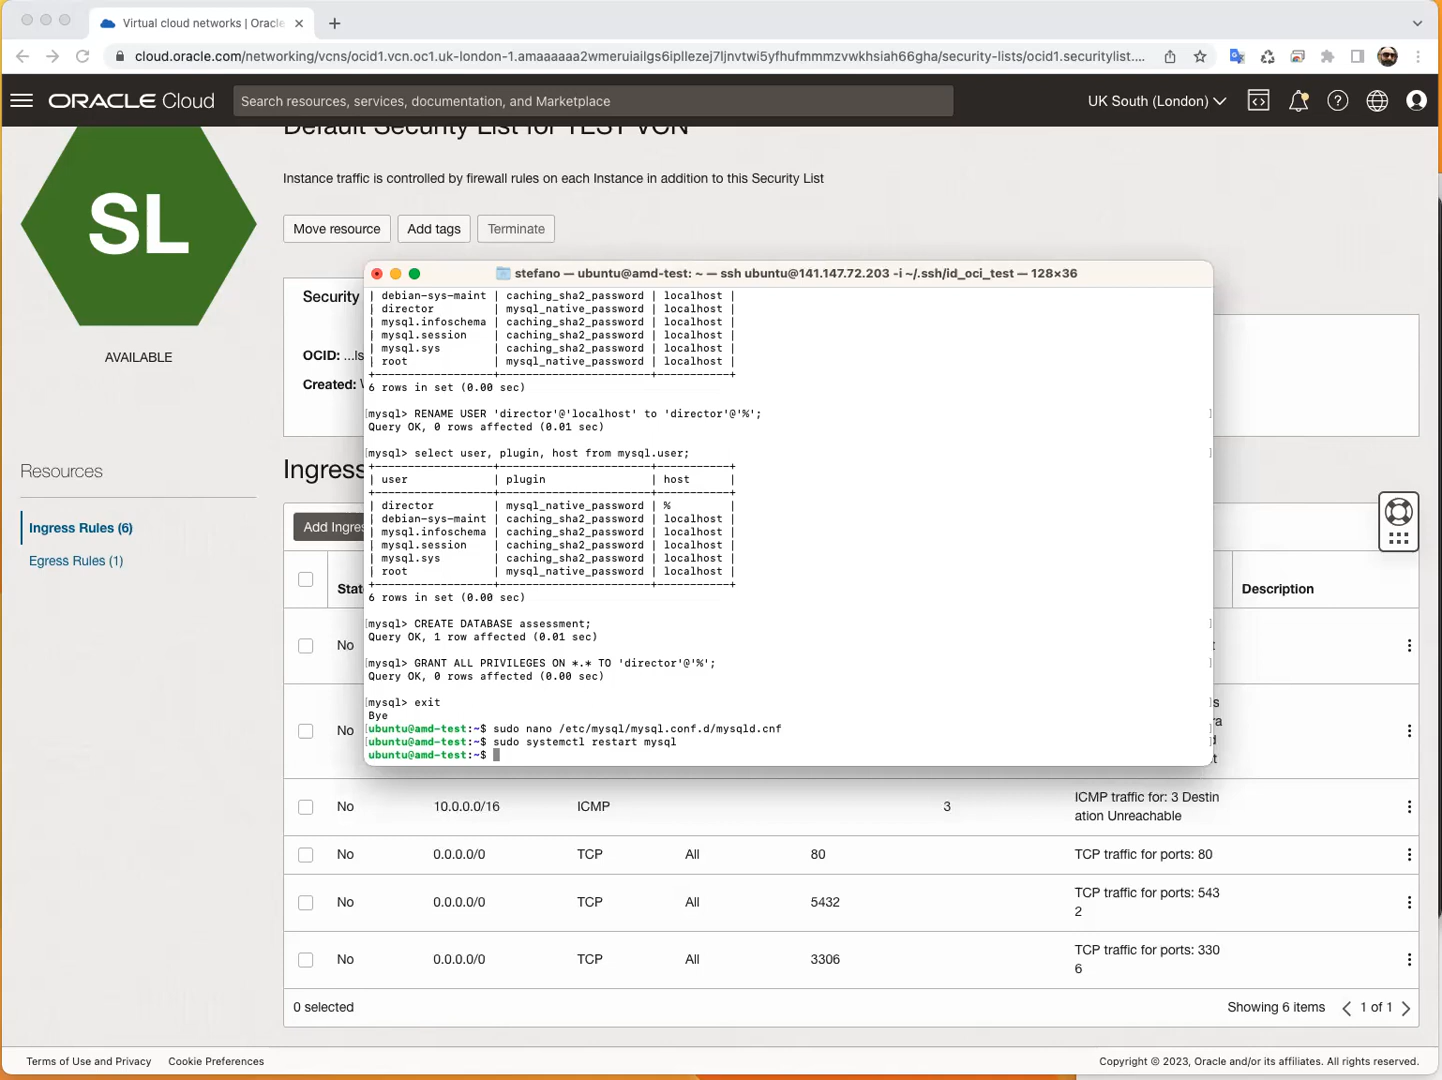 Virtual cloud networks | Oracle
cloud.oracle.com/networking/vcns/ocid1.vcn.oc1.uk-london-1.amaaaaaa2wmeruiailgs6ipllezej7ljnvtwi5yfhufmmmzvwkhsiah66gha/security-lists/ocid1.securitylist....
ORACLE Cloud
Search resources, services, documentation, and Marketplace
UK South (London)
Default Security List for TEST VCN
SL
AVAILABLE
Instance traffic is controlled by firewall rules on each Instance in addition to this Security List
Move resource
Add tags
Terminate
Security
OCID: ...ls
Created:
stefano — ubuntu@amd-test: ~ — ssh ubuntu@141.147.72.203 -i ~/.ssh/id_oci_test — 128×36
| debian-sys-maint | caching_sha2_password | localhost |
| director | mysql_native_password | localhost |
| mysql.infoschema | caching_sha2_password | localhost |
| mysql.session | caching_sha2_password | localhost |
| mysql.sys | caching_sha2_password | localhost |
| root | mysql_native_password | localhost |
+------------------+-----------------------+-----------+
6 rows in set (0.00 sec)
[mysql> RENAME USER 'director'@'localhost' to 'director'@'%'; ]
Query OK, 0 rows affected (0.01 sec)
[mysql> select user, plugin, host from mysql.user; ]
+------------------+-----------------------+-----------+
| user | plugin | host |
+------------------+-----------------------+-----------+
| director | mysql_native_password | % |
| debian-sys-maint | caching_sha2_password | localhost |
| mysql.infoschema | caching_sha2_password | localhost |
| mysql.session | caching_sha2_password | localhost |
| mysql.sys | caching_sha2_password | localhost |
| root | mysql_native_password | localhost |
+------------------+-----------------------+-----------+
6 rows in set (0.00 sec)
[mysql> CREATE DATABASE assessment; ]
Query OK, 1 row affected (0.01 sec)
[mysql> GRANT ALL PRIVILEGES ON *.* TO 'director'@'%'; ]
Query OK, 0 rows affected (0.00 sec)
[mysql> exit ]
Bye
[ubuntu@amd-test:~$ sudo nano /etc/mysql/mysql.conf.d/mysqld.cnf ]
[ubuntu@amd-test:~$ sudo systemctl restart mysql ]
ubuntu@amd-test:~$
Resources
Ingress Rules (6)
Egress Rules (1)
Ingress
Add Ingres
Stat
Description
No
No
No 10.0.0.0/16 ICMP 3 ICMP traffic for: 3 Destin
ation Unreachable
No 0.0.0.0/0 TCP All 80 TCP traffic for ports: 80
No 0.0.0.0/0 TCP All 5432 TCP traffic for ports: 543
2
No 0.0.0.0/0 TCP All 3306 TCP traffic for ports: 330
6
0 selected
Showing 6 items
1 of 1
Terms of Use and Privacy
Cookie Preferences
Copyright © 2023, Oracle and/or its affiliates. All rights reserved.